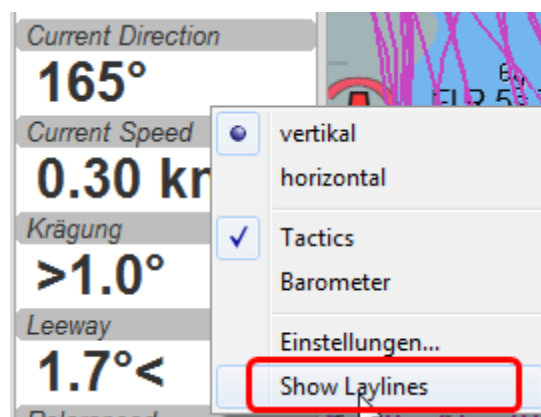 Current Direction
165°
Current Speed
0.30 kr
Krägung
>1.0°
Leeway
1.7°<
vertikal
horizontal
Tactics
Barometer
Einstellungen...
Show Laylines